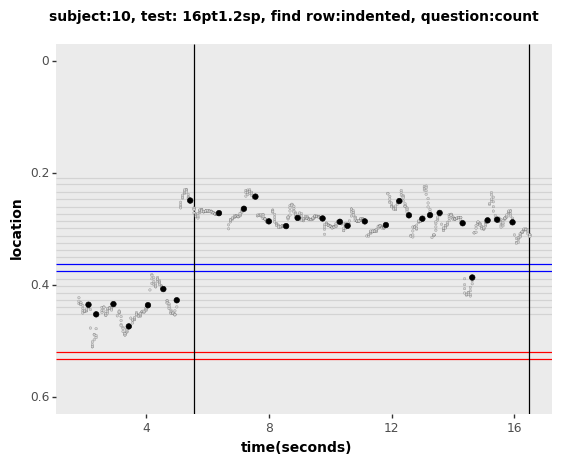 subject:10, test: 16pt1.2sp, find row:indented, question:count
0
0.2
0.4
0.6
location
4
8
12
16
time(seconds)